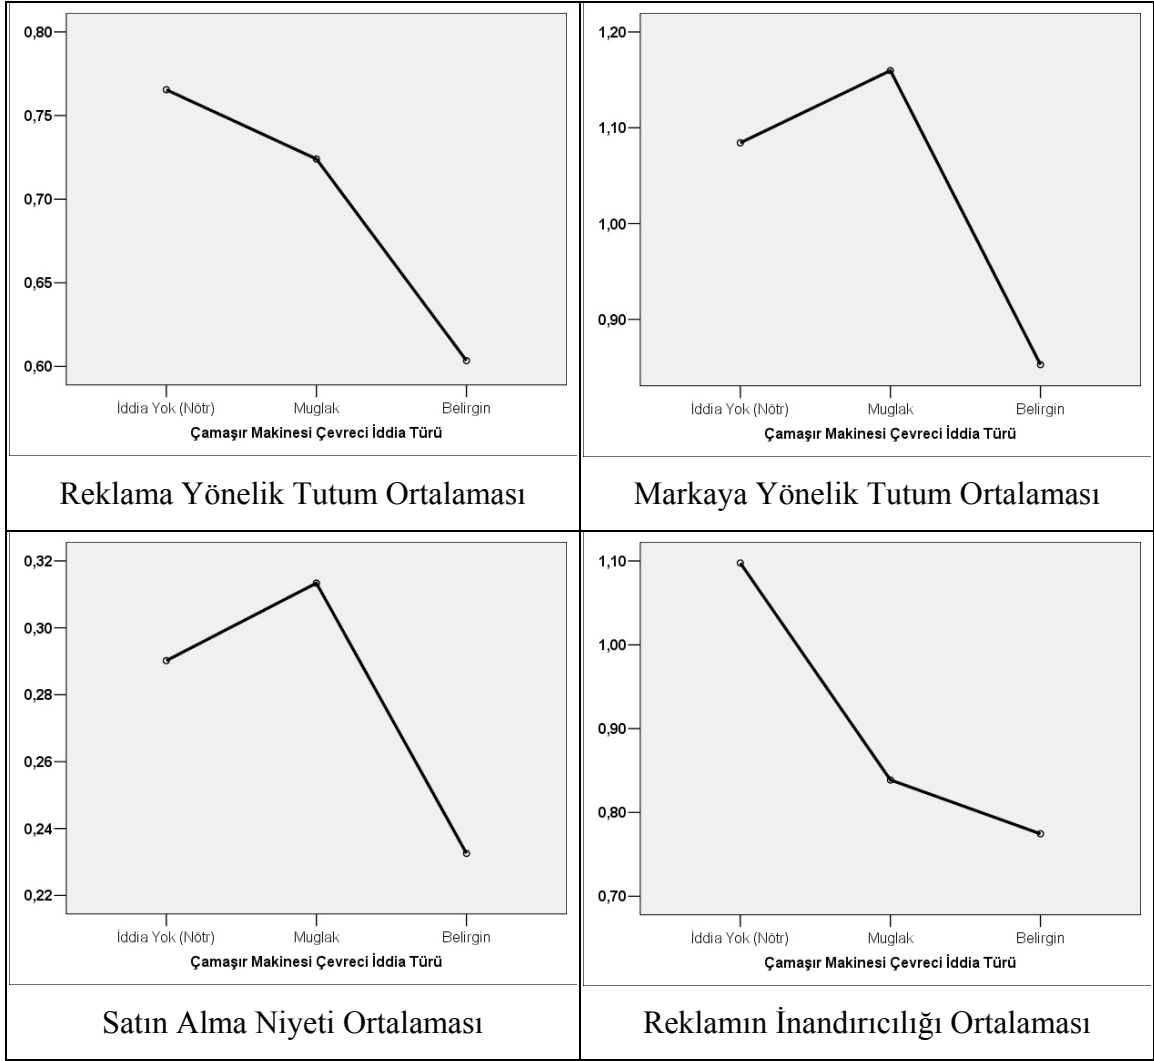 0,80
0,75
0,70
0,65
0,60
İddia Yok (Nötr) Muglak Belirgin
Çamaşır Makinesi Çevreci İddia Türü
Reklama Yönelik Tutum Ortalaması
1,20
1,10
1,00
0,90
İddia Yok (Nötr) Muglak Belirgin
Çamaşır Makinesi Çevreci İddia Türü
Markaya Yönelik Tutum Ortalaması
0,32
0,30
0,28
0,26
0,24
0,22
İddia Yok (Nötr) Muglak Belirgin
Çamaşır Makinesi Çevreci İddia Türü
Satın Alma Niyeti Ortalaması
1,10
1,00
0,90
0,80
0,70
İddia Yok (Nötr) Muglak Belirgin
Çamaşır Makinesi Çevreci İddia Türü
Reklamın İnandırıcılığı Ortalaması